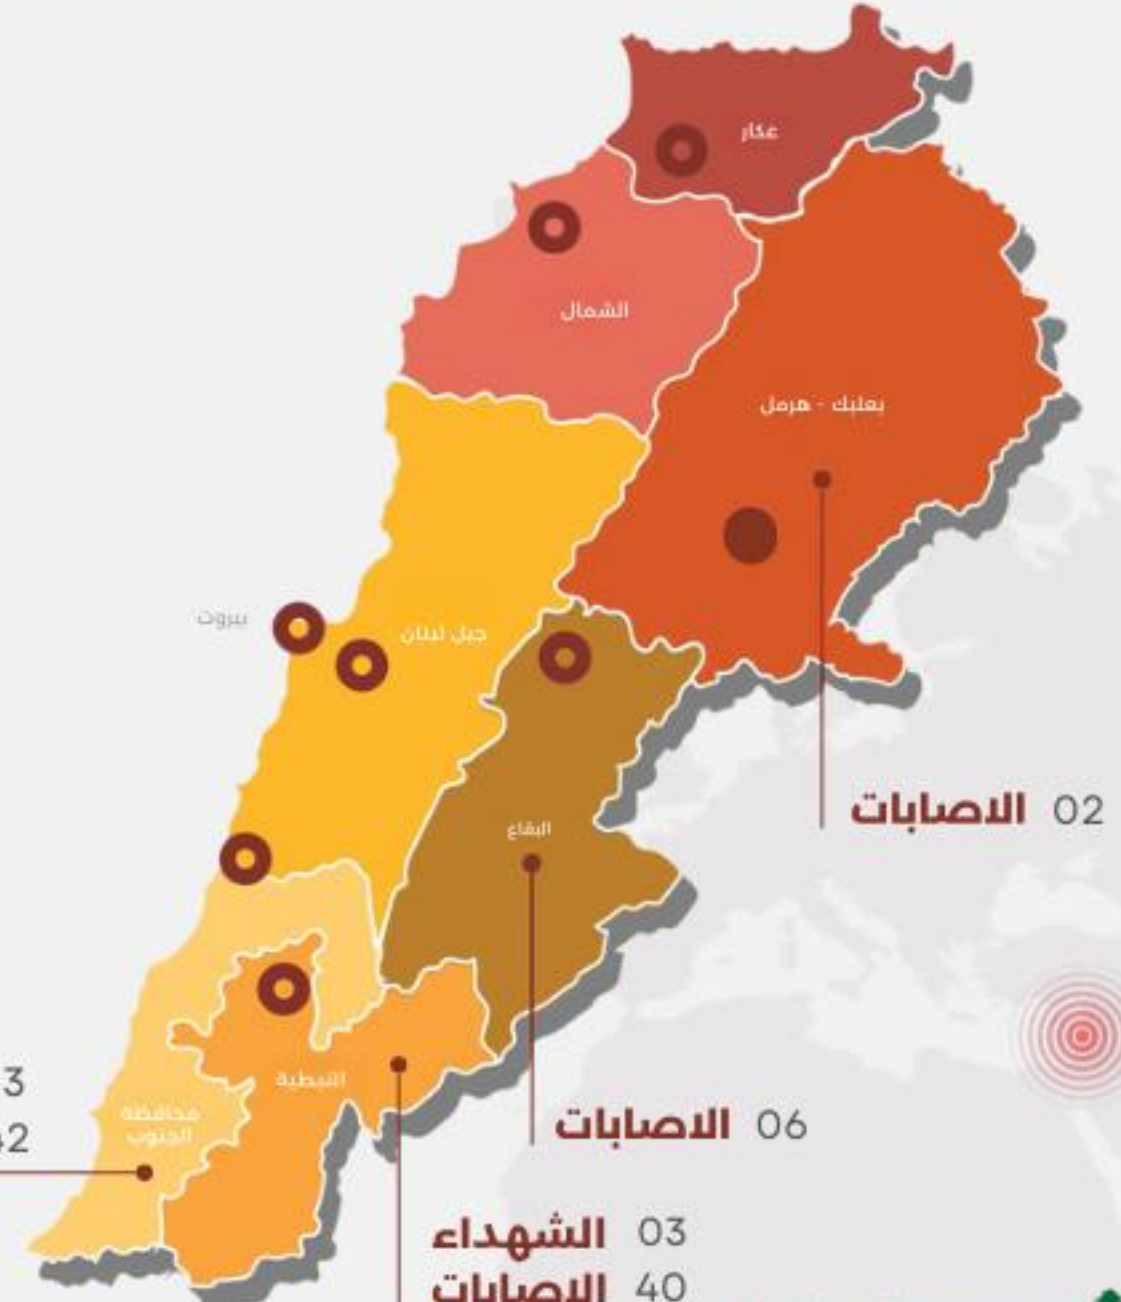 عكار
الشمال
بعلبك - هرمل
بيروت
جبل لبنان
الاصابات 02
البقاع
النبطية
محافظة
الجنوب
3
42
الاصابات 06
الشهداء 03
الاصابات 40